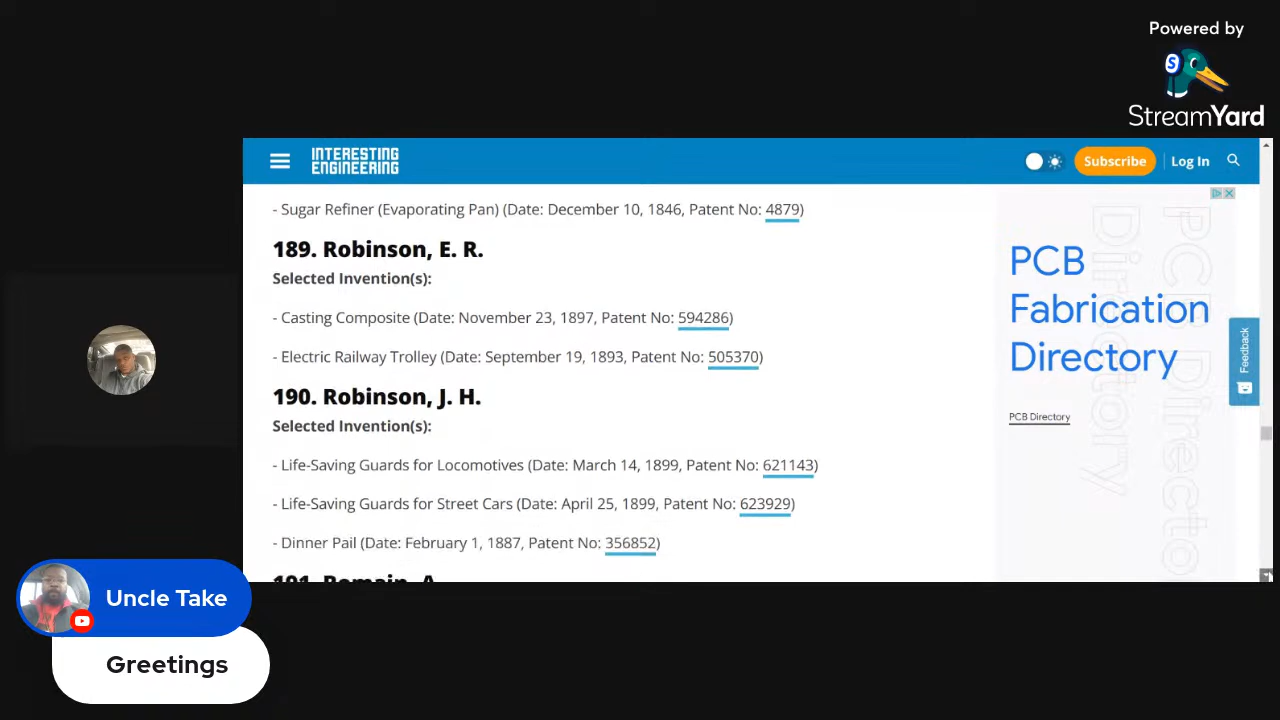 Powered by
StreamYard
INTERESTING
ENGINEERING
Subscribe
Log In
- Sugar Refiner (Evaporating Pan) (Date: December 10, 1846, Patent No: 4879)
189. Robinson, E. R.
Selected Invention(s):
- Casting Composite (Date: November 23, 1897, Patent No: 594286)
- Electric Railway Trolley (Date: September 19, 1893, Patent No: 505370)
190. Robinson, J. H.
Selected Invention(s):
- Life-Saving Guards for Locomotives (Date: March 14, 1899, Patent No: 621143)
- Life-Saving Guards for Street Cars (Date: April 25, 1899, Patent No: 623929)
- Dinner Pail (Date: February 1, 1887, Patent No: 356852)
191. Romain, A.
PCB
Fabrication
Directory
PCB Directory
PCB Directory
Feedback
Uncle Take
Greetings